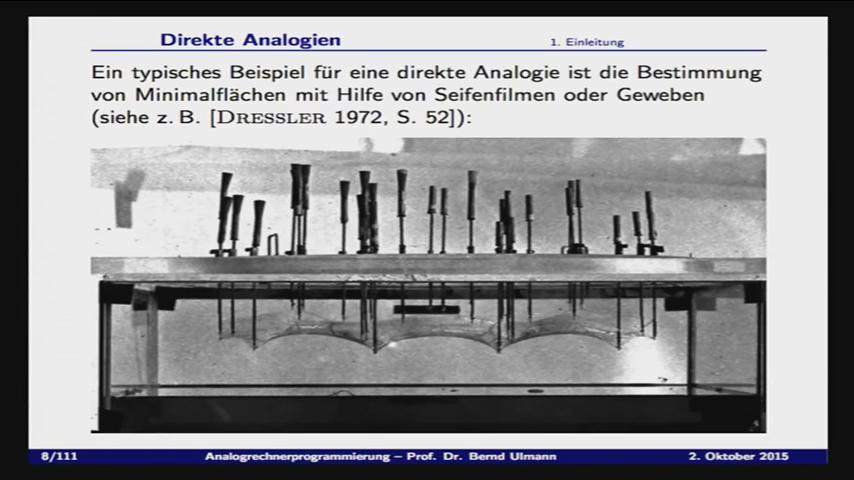 Direkte Analogien
1. Einleitung
Ein typisches Beispiel für eine direkte Analogie ist die Bestimmung
von Minimalflächen mit Hilfe von Seifenfilmen oder Geweben
(siehe z. B. [DRESSLER 1972, S. 52]):
8/111
Analogrechnerprogrammierung – Prof. Dr. Bernd Ulmann
2. Oktober 2015